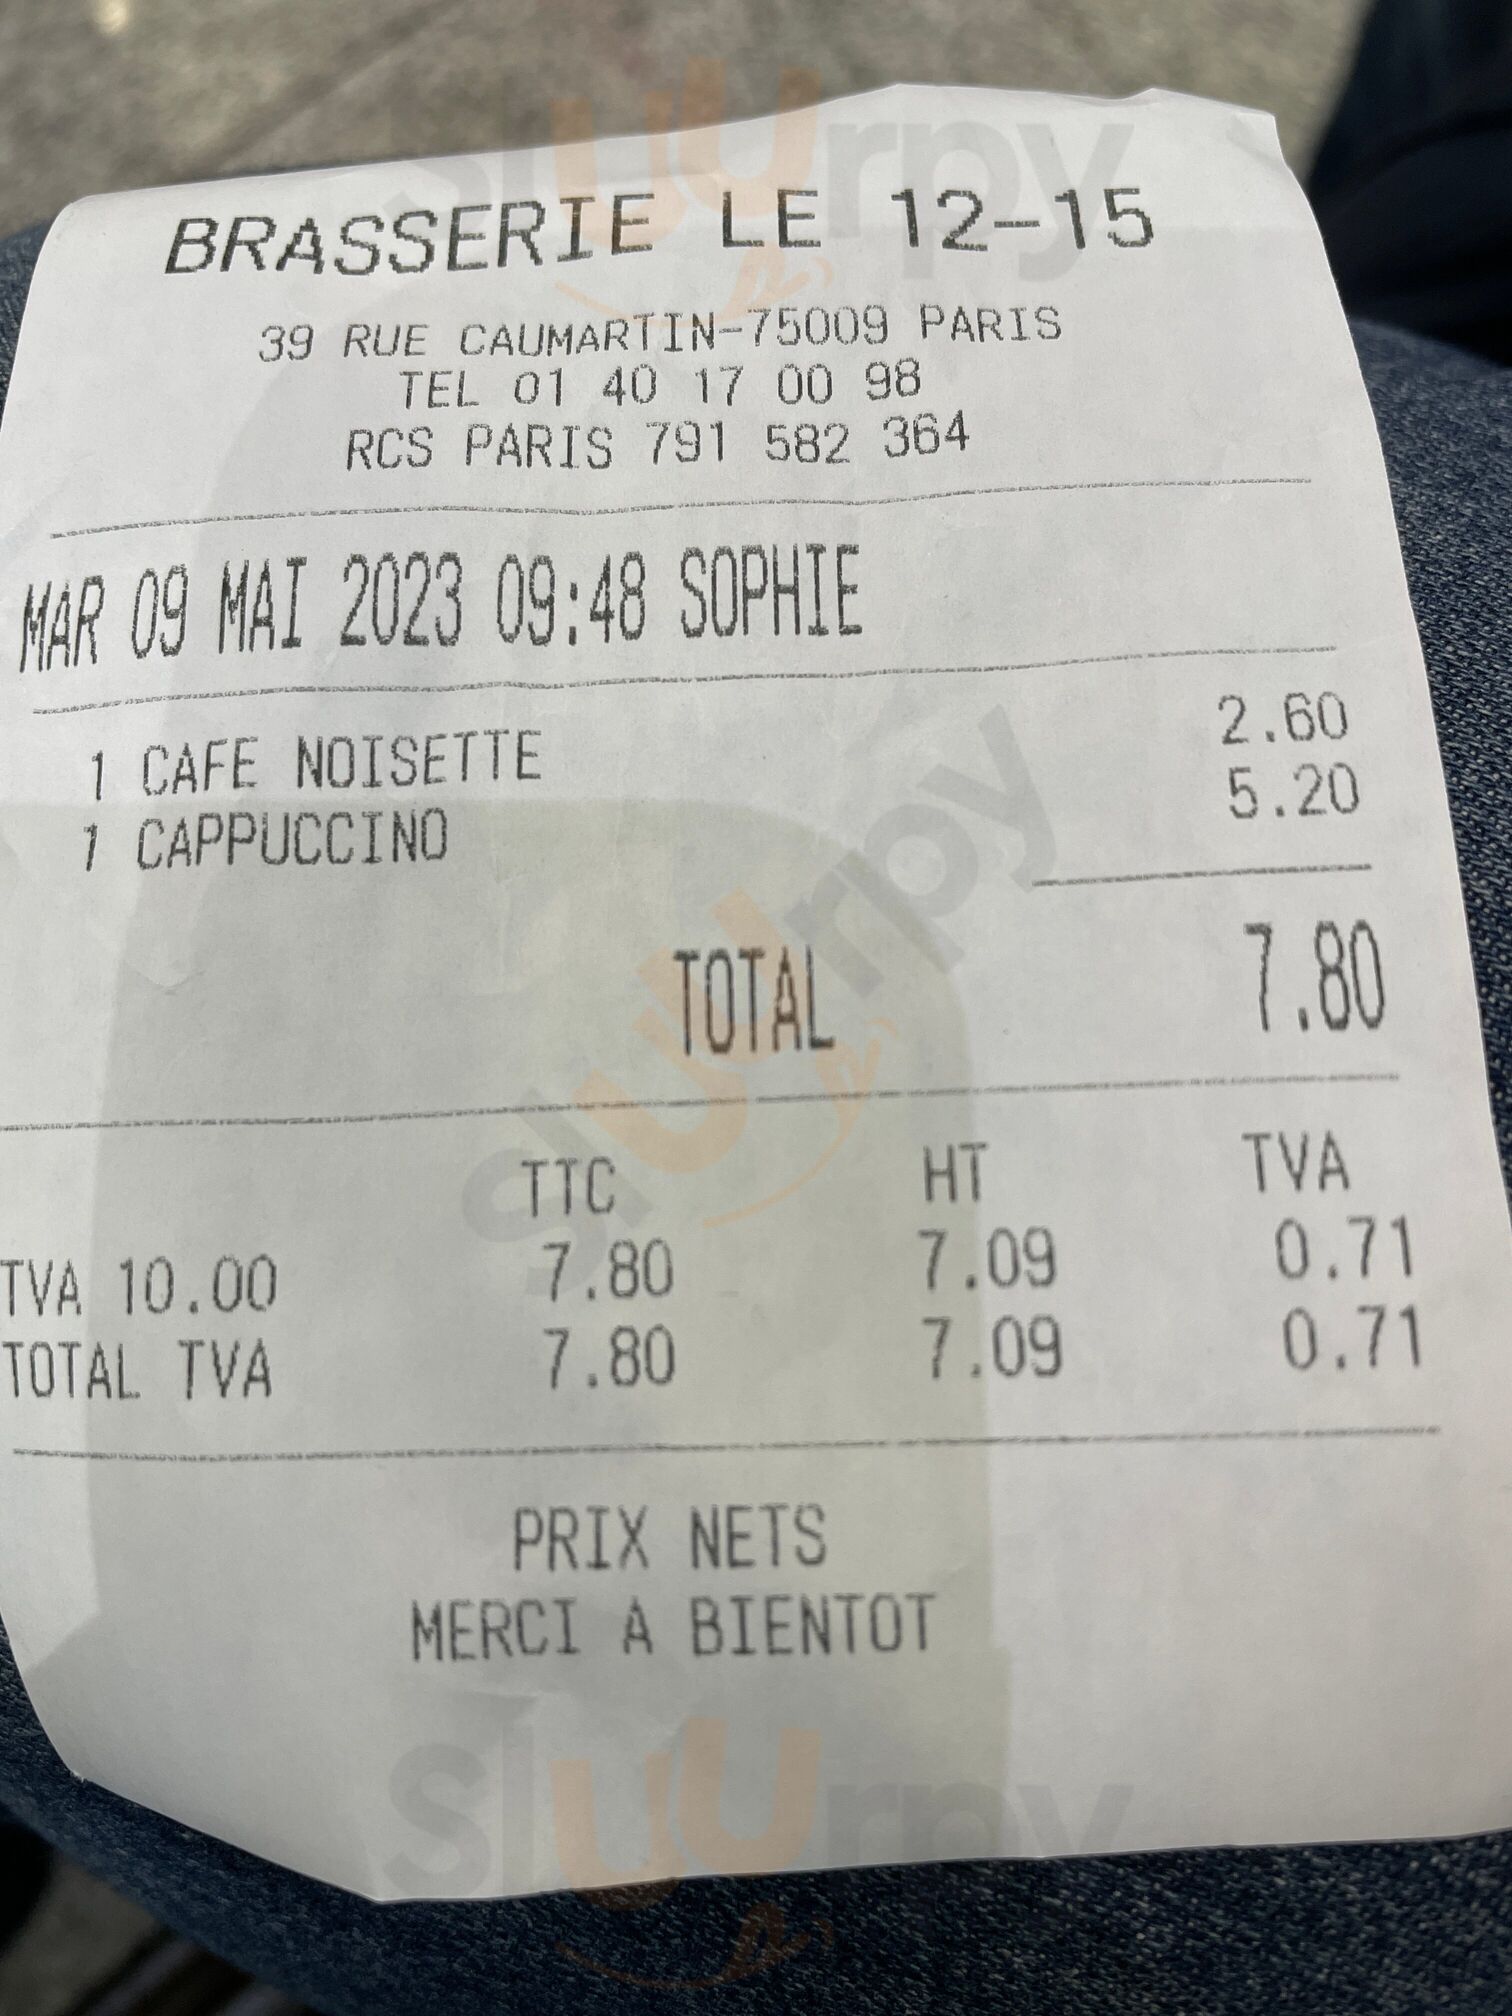 BRASSERIE LE 12-15
39 RUE CAUMARTIN-75009 PARIS
TEL 01 40 17 00 98
RCS PARIS 791 582 364
MAR 09 MAI 2023 09:48 SOPHIE
1 CAFE NOISETTE 2.60
1 CAPPUCCINO 5.20
TOTAL 7.80
TTC HT TVA
TVA 10.00 7.80 7.09 0.71
TOTAL TVA 7.80 7.09 0.71
PRIX NETS
MERCI A BIENTOT
sluurpy
sluurpy
sluurpy